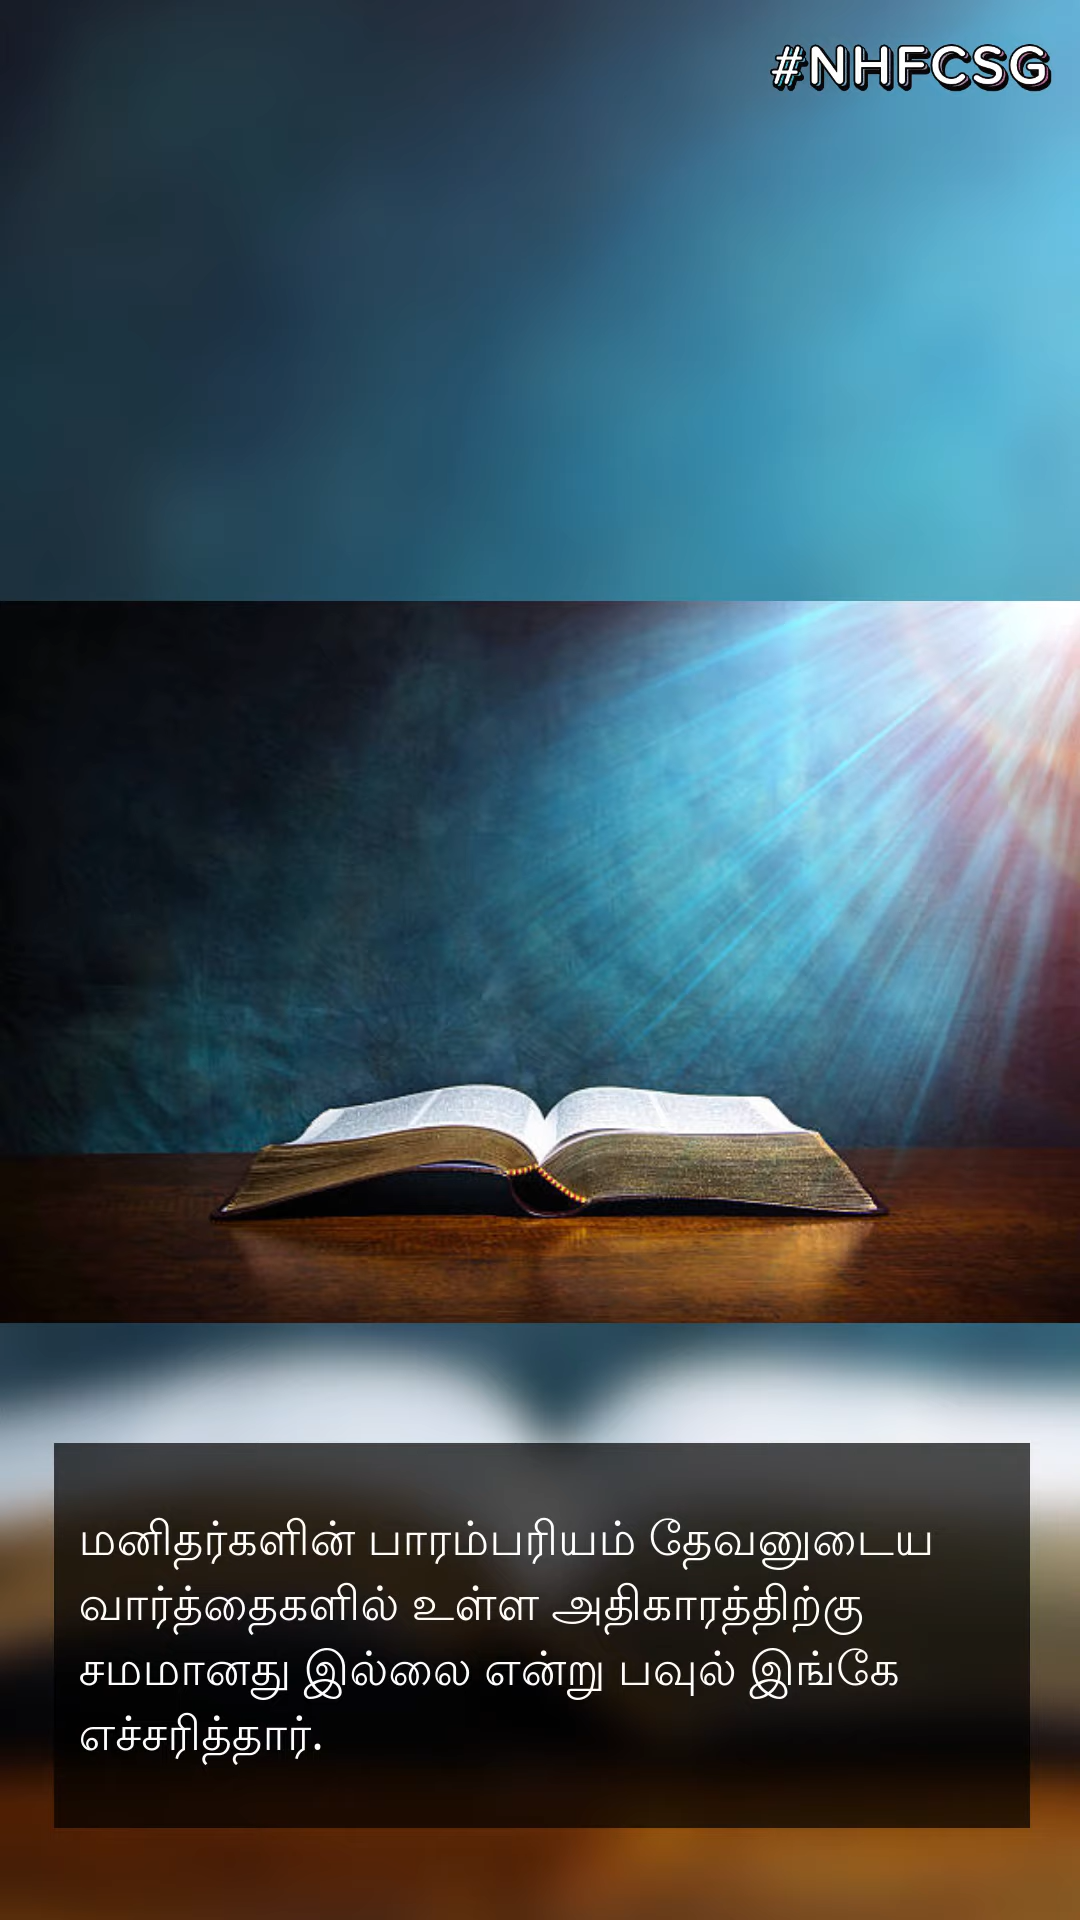 #NHFCSG
மனிதர்களின் பாரம்பரியம் தேவனுடைய
வார்த்தைகளில் உள்ள அதிகாரத்திற்கு
சமமானது இல்லை என்று பவுல் இங்கே
எச்சரித்தார்.